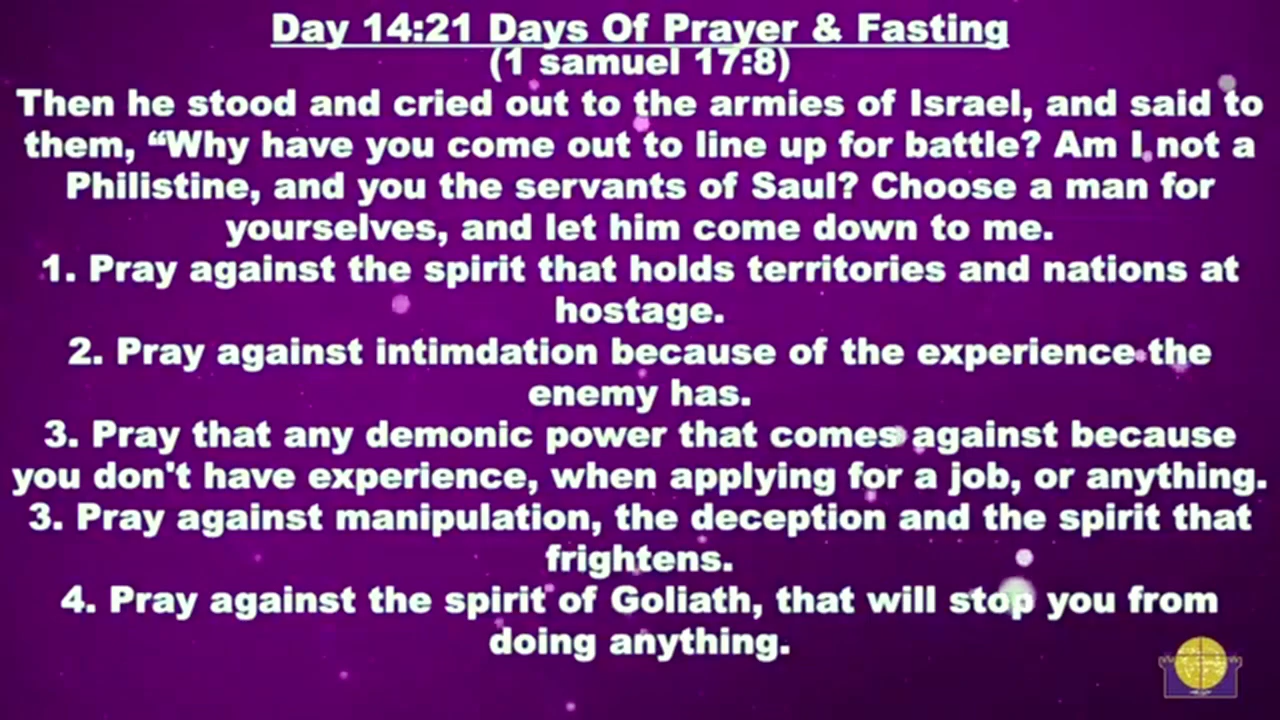 Day 14:21 Days Of Prayer & Fasting
(1 samuel 17:8)
Then he stood and cried out to the armies of Israel, and said to
them, “Why have you come out to line up for battle? Am I not a
Philistine, and you the servants of Saul? Choose a man for
yourselves, and let him come down to me.
1. Pray against the spirit that holds territories and nations at
hostage.
2. Pray against intimdation because of the experience the
enemy has.
3. Pray that any demonic power that comes against because
you don't have experience, when applying for a job, or anything.
3. Pray against manipulation, the deception and the spirit that
frightens.
4. Pray against the spirit of Goliath, that will stop you from
doing anything.